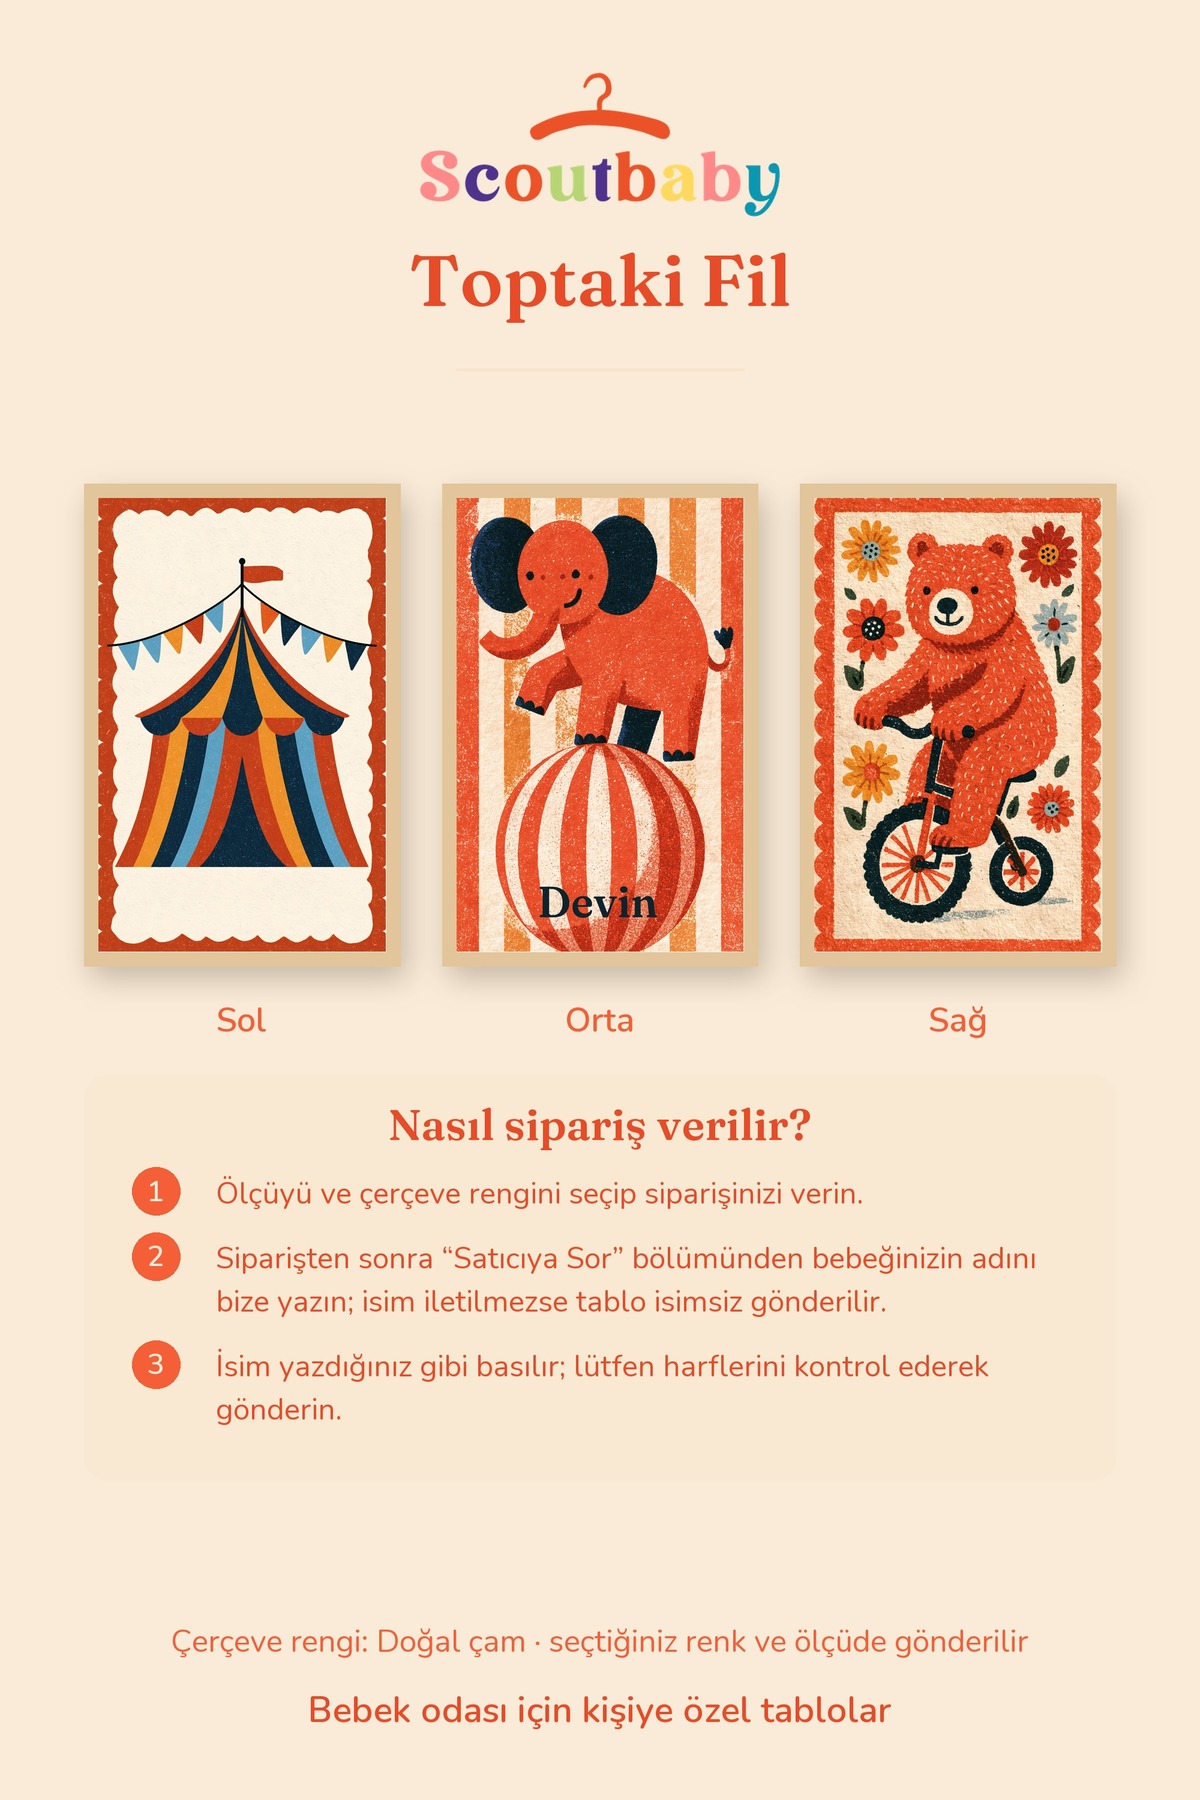 Scoutbaby
Toptaki Fil
Devin
Sol
Orta
Sağ
Nasıl sipariş verilir?
1 Ölçüyü ve çerçeve rengini seçip siparişinizi verin.
2 Siparişten sonra “Satıcıya Sor” bölümünden bebeğinizin adını
bize yazın; isim iletilmezse tablo isimsiz gönderilir.
3 İsim yazdığınız gibi basılır; lütfen harflerini kontrol ederek
gönderin.
Çerçeve rengi: Doğal çam · seçtiğiniz renk ve ölçüde gönderilir
Bebek odası için kişiye özel tablolar